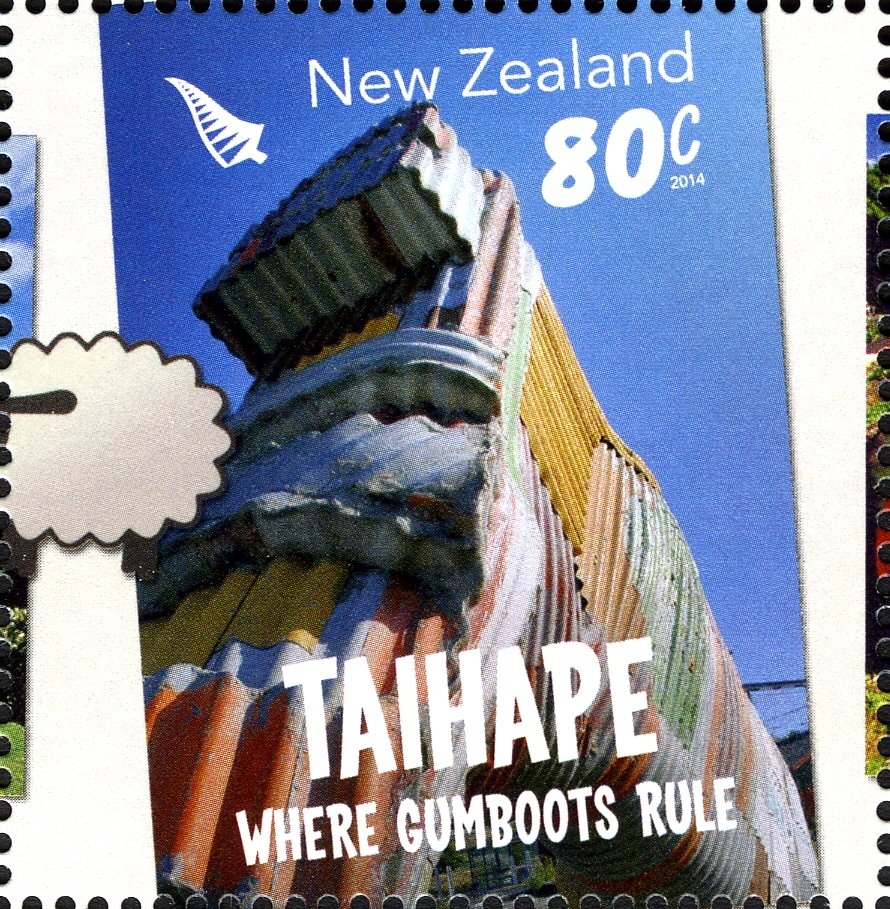 New Zealand
80c
2014
TAIHAPE
WHERE GUMBOOTS RULE